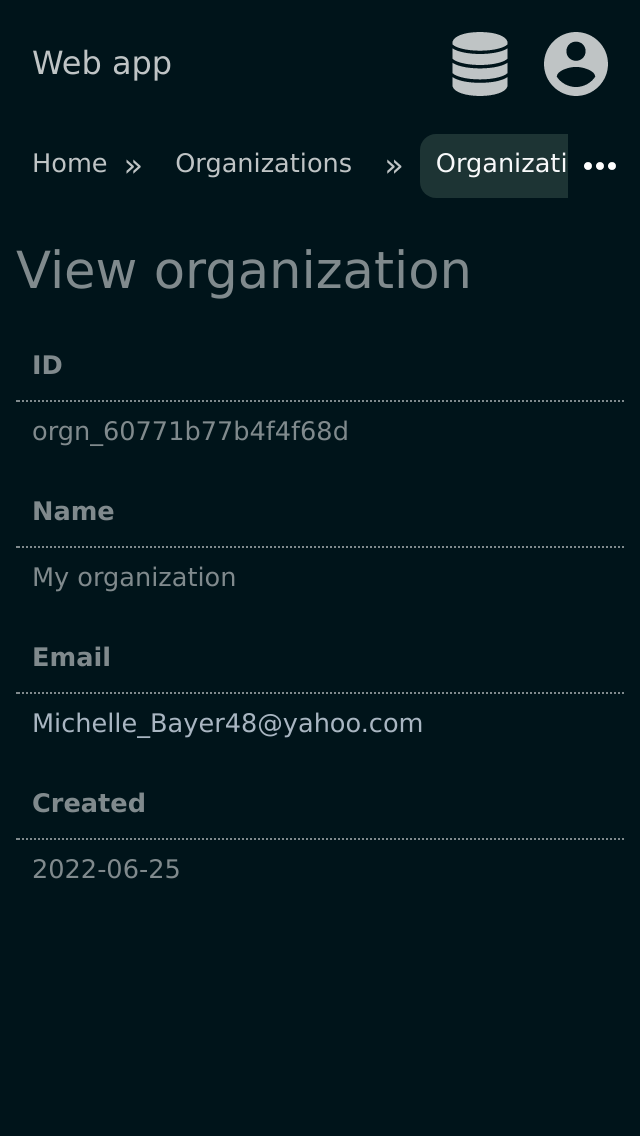 Web app
Home » Organizations » Organizati
View organization
ID
orgn_60771b77b4f4f68d
Name
My organization
Email
Michelle_Bayer48@yahoo.com
Created
2022-06-25